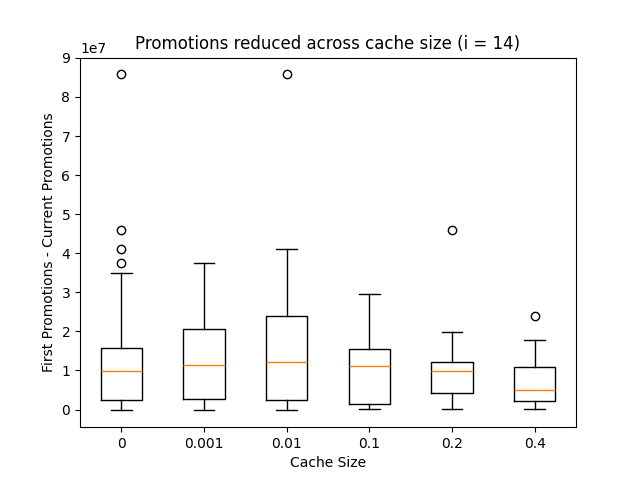 Promotions reduced across cache size (i = 14)
1e7
9
8
7
6
5
4
3
2
1
0
First Promotions - Current Promotions
0 0.001 0.01 0.1 0.2 0.4
Cache Size